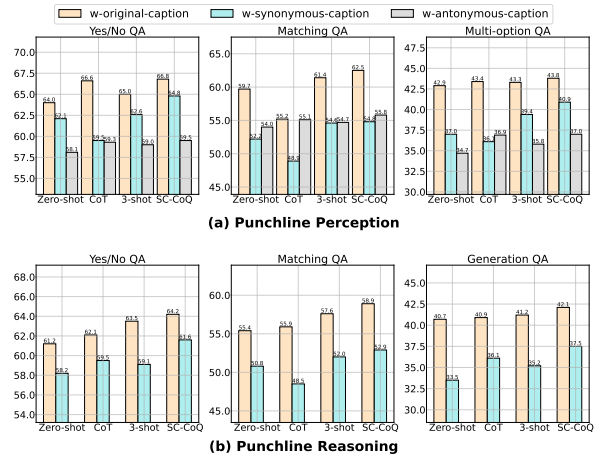 w-original-caption w-synonymous-caption w-antonymous-caption
Yes/No QA Matching QA Multi-option QA
70.0 67.5 65.0 62.5 60.0 57.5 55.0
64.0 62.1 58.1 66.6 59.5 59.3 65.0 62.6 59.0 66.8 64.8 59.5
Zero-shot CoT 3-shot SC-CoQ
65.0 60.0 55.0 50.0 45.0
59.7 52.2 54.0 55.2 48.9 55.1 61.4 54.6 54.7 62.5 54.8 55.8
Zero-shot CoT 3-shot SC-CoQ
47.5 45.0 42.5 40.0 37.5 35.0 32.5 30.0
42.9 37.0 34.7 43.4 36.1 36.9 43.3 39.4 35.8 43.8 40.9 37.0
Zero-shot CoT 3-shot SC-CoQ
(a) Punchline Perception
Yes/No QA Matching QA Generation QA
68.0 66.0 64.0 62.0 60.0 58.0 56.0 54.0
61.2 58.2 62.1 59.5 63.5 59.1 64.2 61.6
Zero-shot CoT 3-shot SC-CoQ
60.0 55.0 50.0 45.0
55.4 50.8 55.9 48.5 57.6 52.0 58.9 52.9
Zero-shot CoT 3-shot SC-CoQ
45.0 42.5 40.0 37.5 35.0 32.5 30.0
40.7 33.5 40.9 36.1 41.2 35.2 42.1 37.5
Zero-shot CoT 3-shot SC-CoQ
(b) Punchline Reasoning